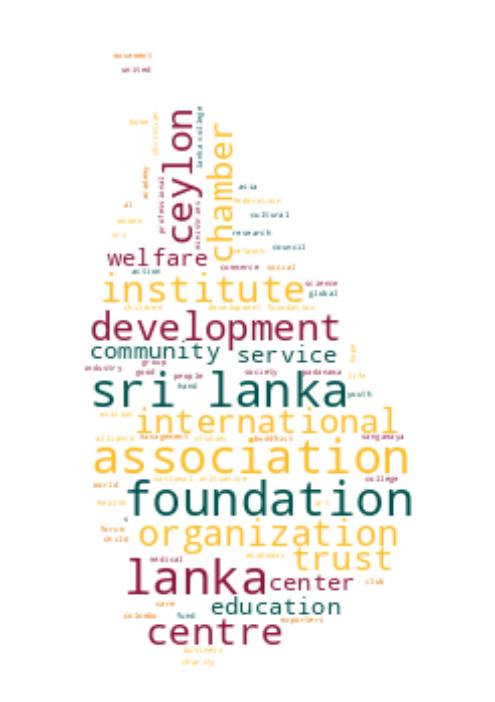 movement
united
home
christian
ceylon
lanka college
chamber
academy
professional
ministries
asia
federation
al
cultural
women
sri
research
network
council
welfare
action
commerce social
institute
science
global
children
development foundation
development
community service
hope
group
industry
good
people
society
padanama
life
hand
sri lanka
youth
mission
international
alliance
management
studies
buddhist
sangamaya
association
national initiative
college
world
foundation
health
art
s
forum
organization
child
economic
trust
medical
lanka
center
club
care
education
colombo
fund
exporters
centre
business
charity